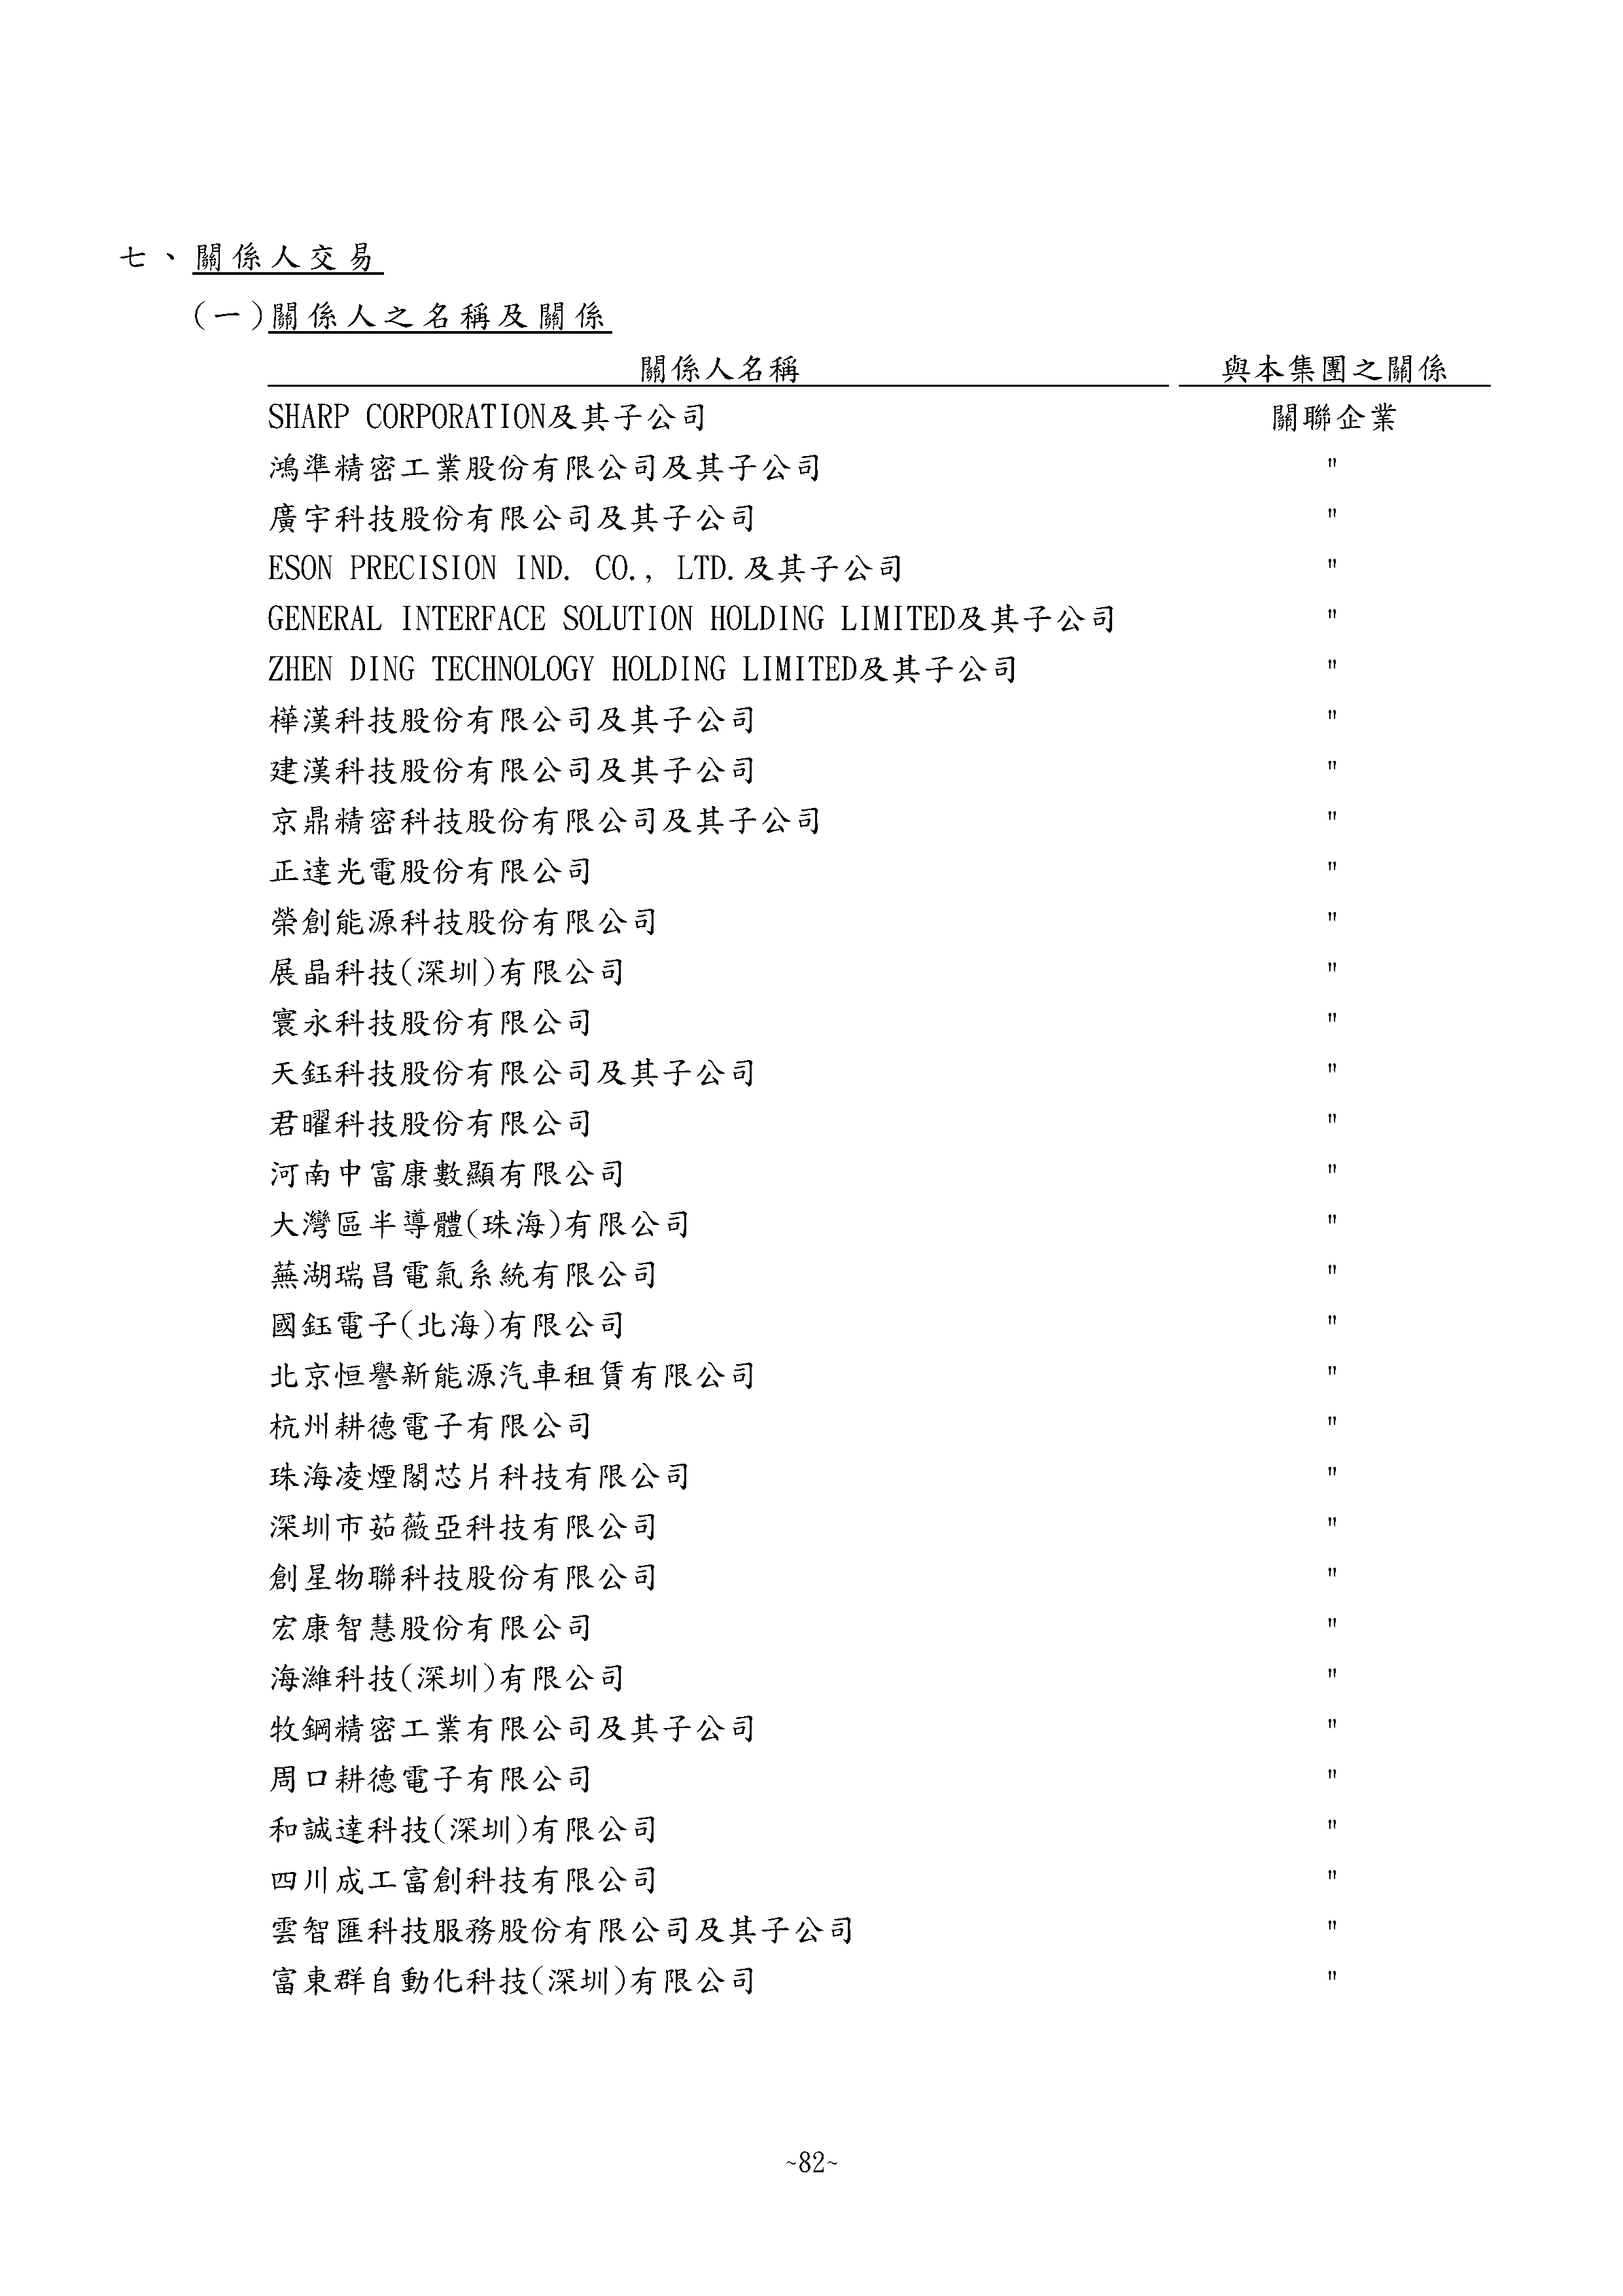 七、關係人交易
(一)關係人之名稱及關係
關係人名稱 與本集團之關係
SHARP CORPORATION及其子公司 關聯企業
鴻準精密工業股份有限公司及其子公司 "
廣宇科技股份有限公司及其子公司 "
ESON PRECISION IND. CO., LTD.及其子公司 "
GENERAL INTERFACE SOLUTION HOLDING LIMITED及其子公司 "
ZHEN DING TECHNOLOGY HOLDING LIMITED及其子公司 "
樺漢科技股份有限公司及其子公司 "
建漢科技股份有限公司及其子公司 "
京鼎精密科技股份有限公司及其子公司 "
正達光電股份有限公司 "
榮創能源科技股份有限公司 "
展晶科技(深圳)有限公司 "
寰永科技股份有限公司 "
天鈺科技股份有限公司及其子公司 "
君曜科技股份有限公司 "
河南中富康數顯有限公司 "
大灣區半導體(珠海)有限公司 "
蕪湖瑞昌電氣系統有限公司 "
國鈺電子(北海)有限公司 "
北京恒譽新能源汽車租賃有限公司 "
杭州耕德電子有限公司 "
珠海凌煙閣芯片科技有限公司 "
深圳市茹薇亞科技有限公司 "
創星物聯科技股份有限公司 "
宏康智慧股份有限公司 "
海濰科技(深圳)有限公司 "
牧鋼精密工業有限公司及其子公司 "
周口耕德電子有限公司 "
和誠達科技(深圳)有限公司 "
四川成工富創科技有限公司 "
雲智匯科技服務股份有限公司及其子公司 "
富東群自動化科技(深圳)有限公司 "
~82~